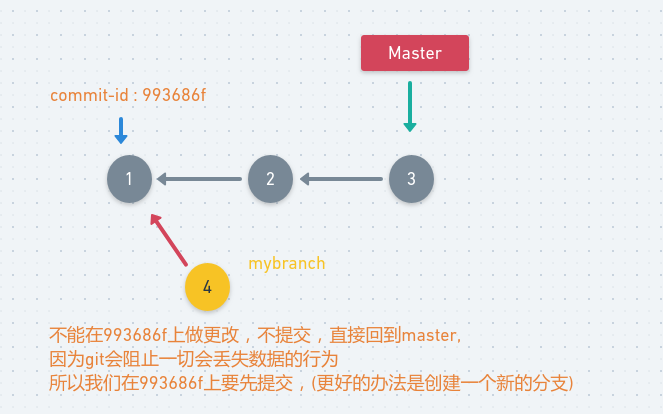 Master
commit-id : 993686f
1
2
3
mybranch
4
不能在993686f上做更改，不提交，直接回到master,
因为git会阻止一切会丢失数据的行为
所以我们在993686f上要先提交，(更好的办法是创建一个新的分支)